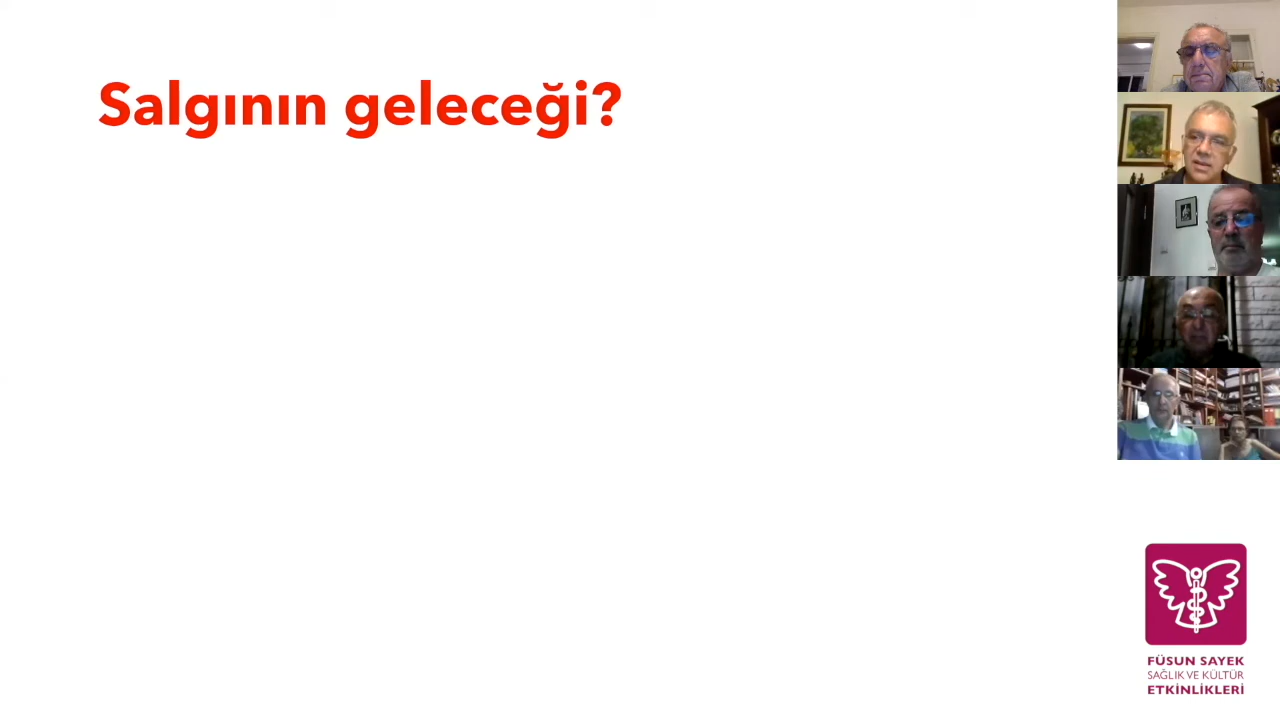 Salgının geleceği?
FÜSUN SAYEK
SAĞLIK VE KÜLTÜR
ETKİNLİKLERİ